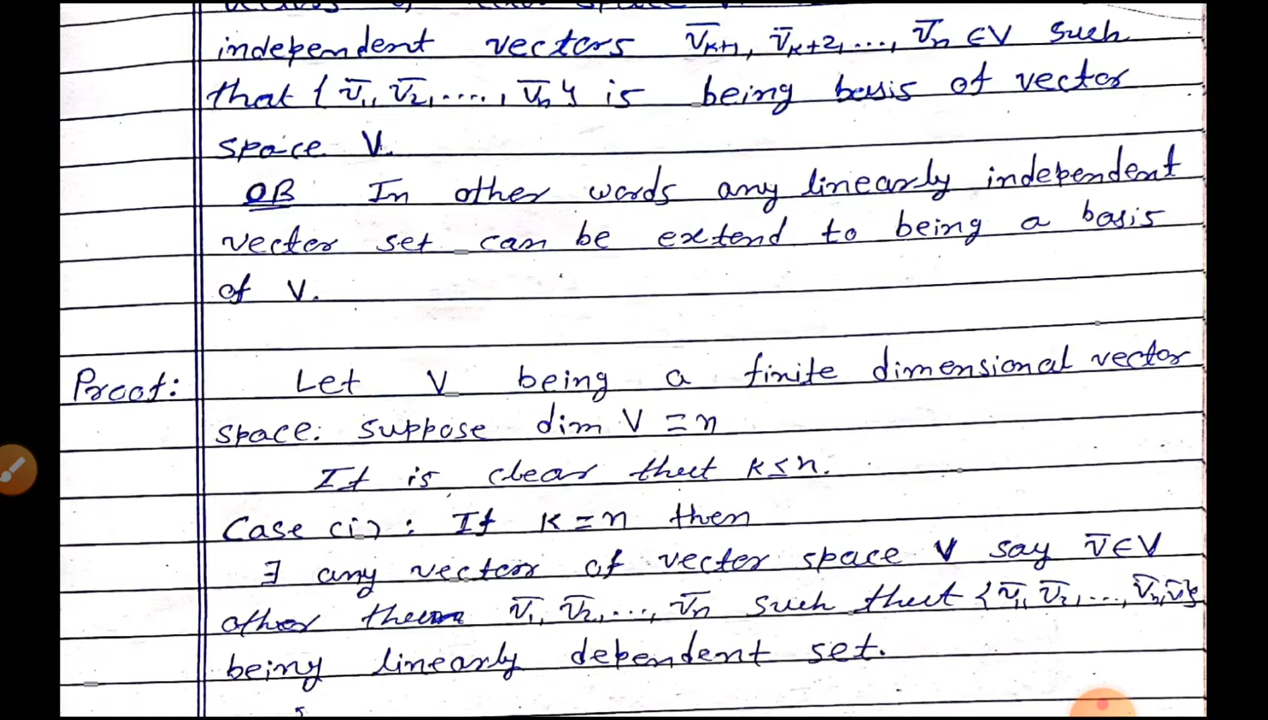 independent vectors v̅ₖ₊₁, v̅ₖ₊₂, ..., v̅ₙ ∈V such
that { v̅₁, v̅₂, ...., v̅ₙ } is being basis of vector
space V.
OR In other words any linearly independent
vector set can be extend to being a basis
of V.
Proof: Let V being a finite dimensional vector
space. suppose dim V = n
It is clear that k≤n.
Case (i) : If k = n then
∃ any vector of vector space V say v̅∈V
other then v̅₁, v̅₂, ..., v̅ₙ such that {v̅₁, v̅₂, ..., v̅ₙ, v̅}
being linearly dependent set.